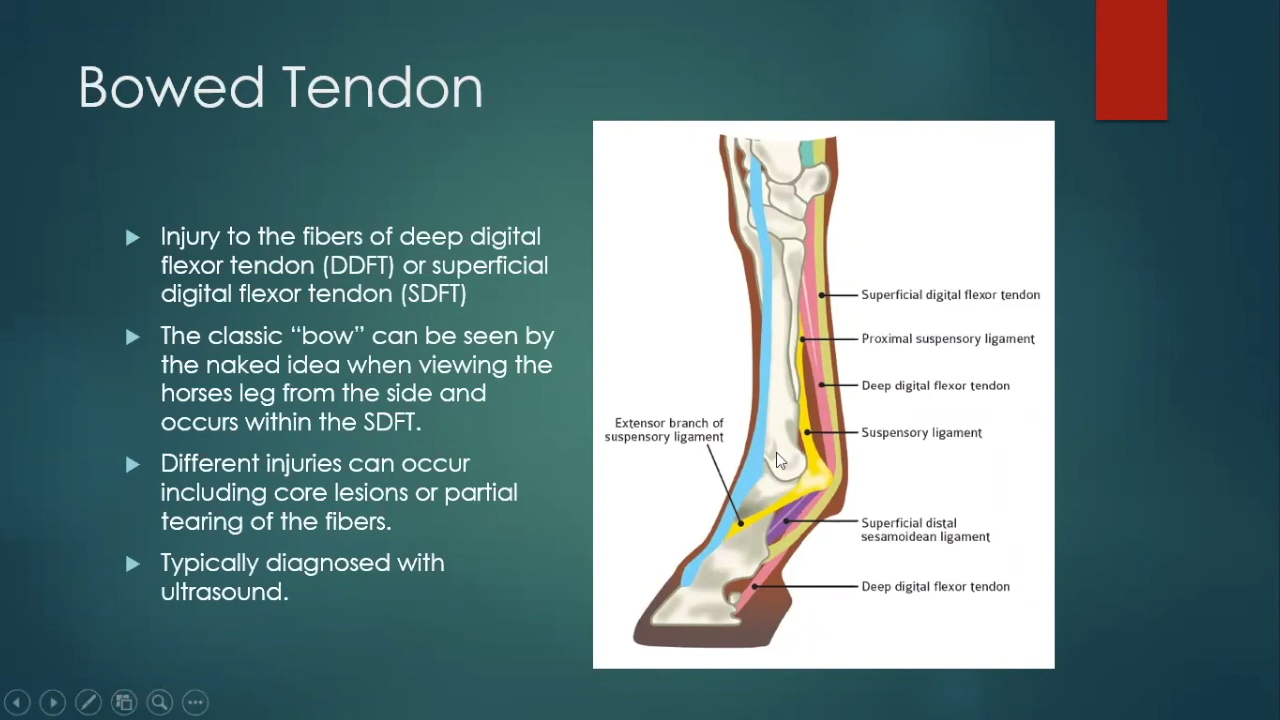 Bowed Tendon
Injury to the fibers of deep digital
flexor tendon (DDFT) or superficial
digital flexor tendon (SDFT)
The classic “bow” can be seen by
the naked idea when viewing the
horses leg from the side and
occurs within the SDFT.
Different injuries can occur
including core lesions or partial
tearing of the fibers.
Typically diagnosed with
ultrasound.
Superficial digital flexor tendon
Proximal suspensory ligament
Deep digital flexor tendon
Extensor branch of
suspensory ligament
Suspensory ligament
Superficial distal
sesamoidean ligament
Deep digital flexor tendon